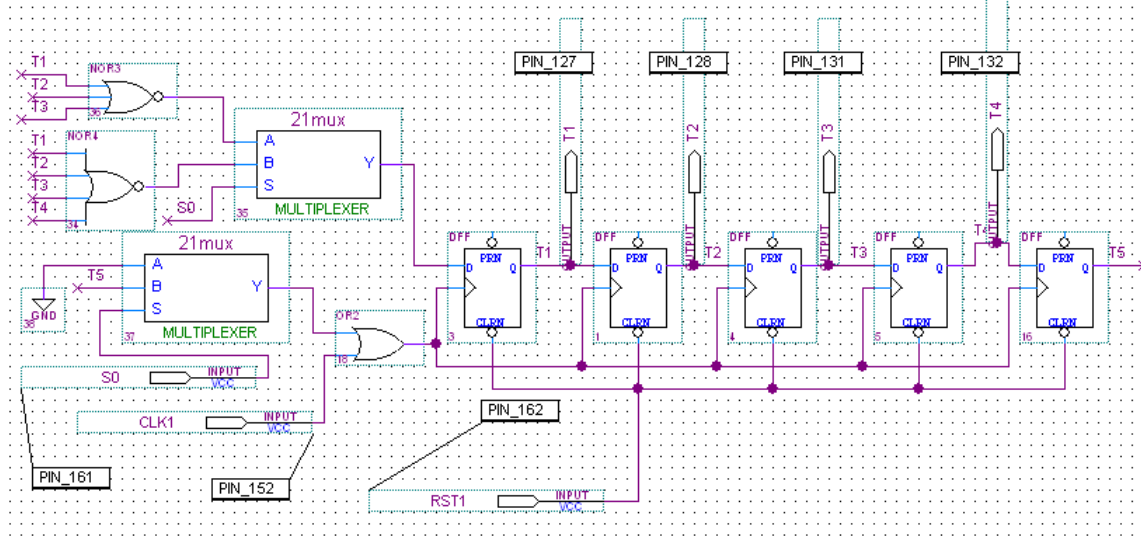 PIN_127
PIN_128
PIN_131
PIN_132
T1
NOR3
T2
T3
36
T1
NOR4
T2
T3
T4
34
21mux
A
B
S
Y
MULTIPLEXER
35
S0
T1
OUTPUT
T2
OUTPUT
T3
OUTPUT
T4
OUTPUT
21mux
A
B
S
Y
MULTIPLEXER
37
T5
GND
38
OR2
18
DFF
PRN
D
Q
CLRN
3
T1
DFF
PRN
D
Q
CLRN
1
T2
DFF
PRN
D
Q
CLRN
4
T3
DFF
PRN
D
Q
CLRN
5
T4
DFF
PRN
D
Q
CLRN
16
T5
S0
INPUT
VCC
CLK1
INPUT
VCC
PIN_162
PIN_161
PIN_152
RST1
INPUT
VCC